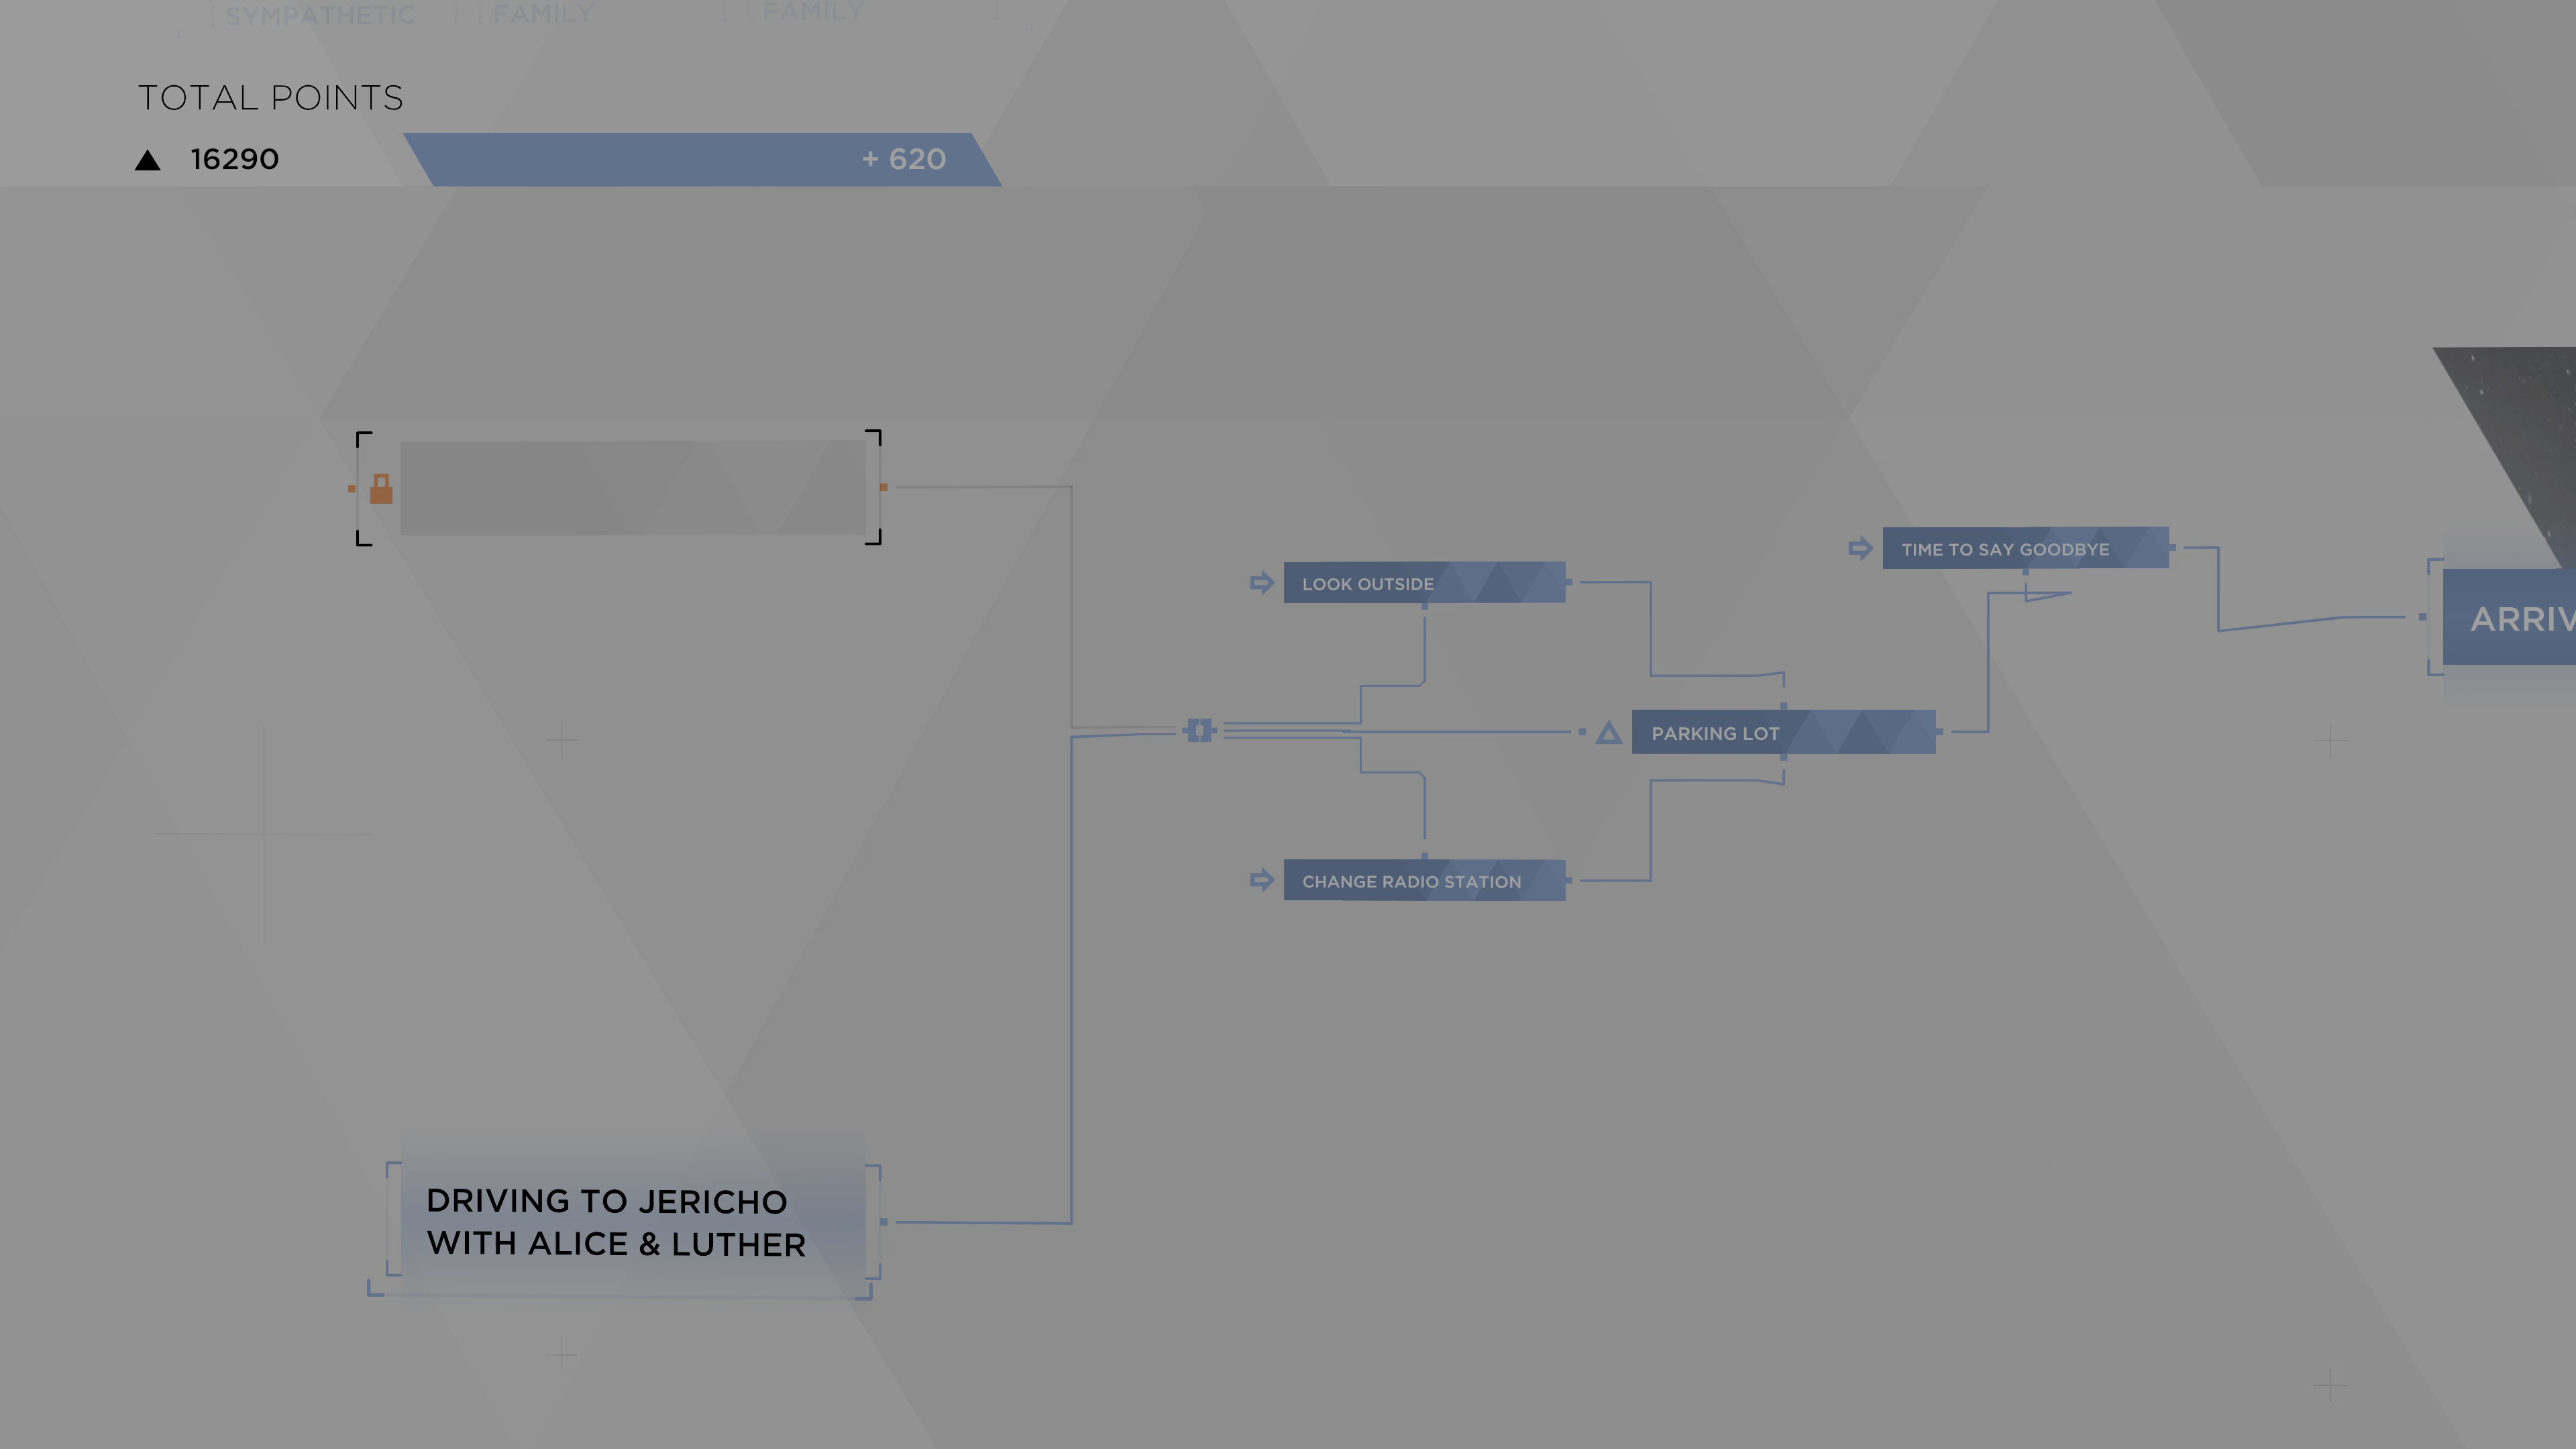 SYMPATHETIC
FAMILY
FAMILY
TOTAL POINTS
16290
+ 620
TIME TO SAY GOODBYE
LOOK OUTSIDE
ARRIV
PARKING LOT
CHANGE RADIO STATION
DRIVING TO JERICHO
WITH ALICE & LUTHER